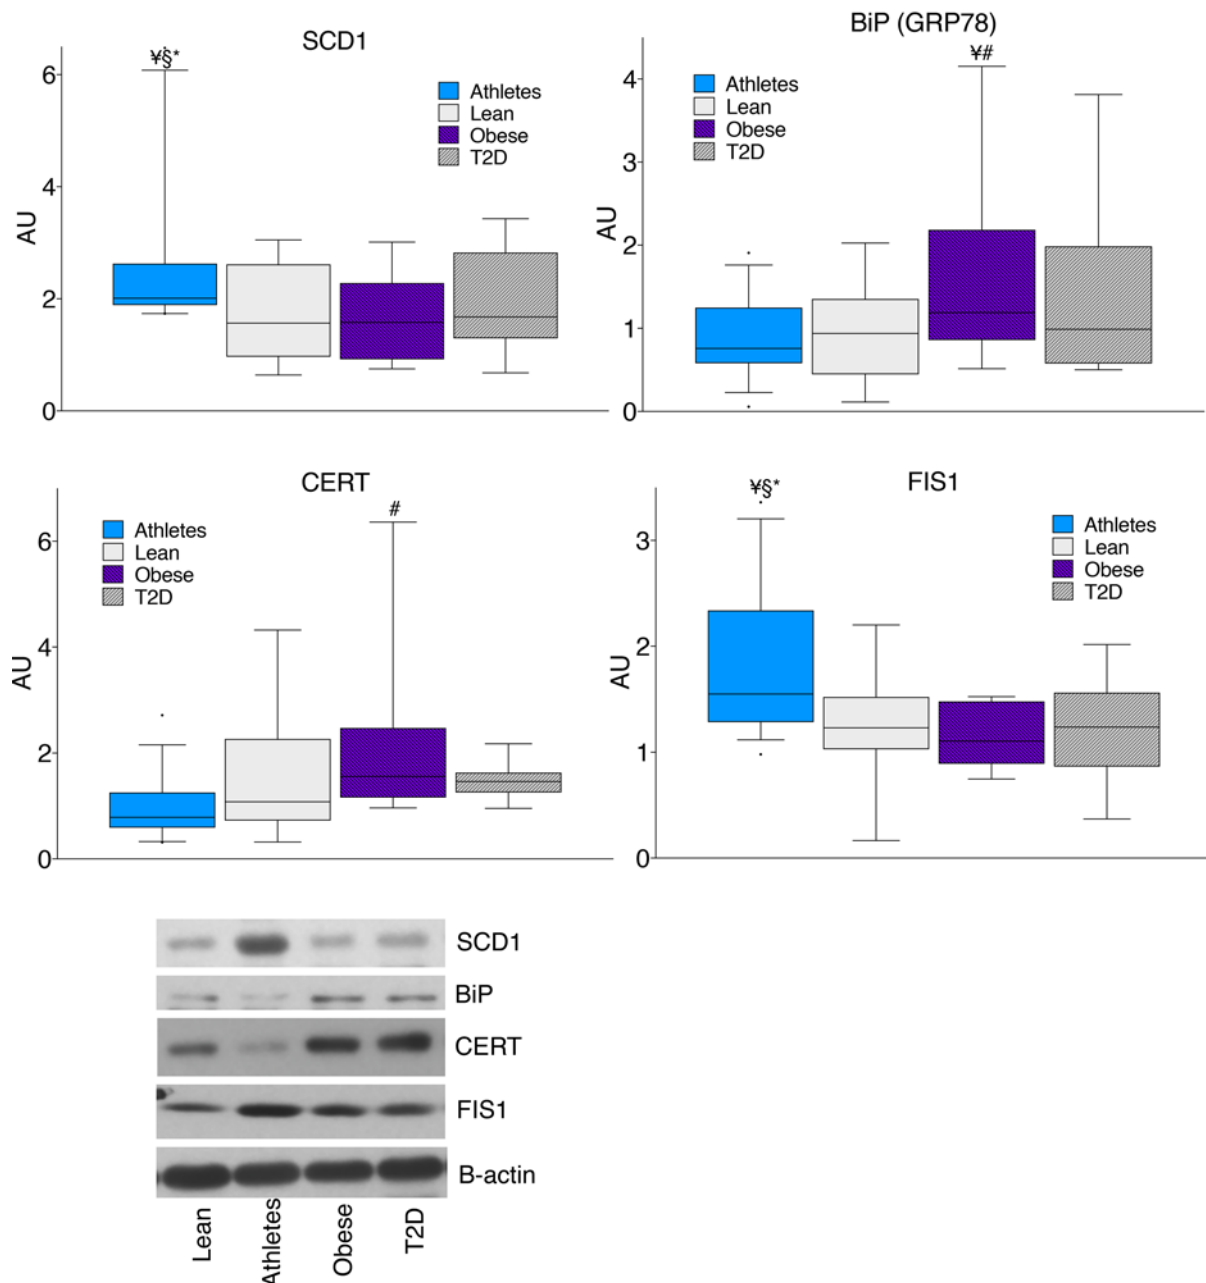 SCD1
¥§*
6
4
2
0
AU
Athletes
Lean
Obese
T2D
BiP (GRP78)
¥#
4
3
2
1
0
AU
Athletes
Lean
Obese
T2D
CERT
#
6
4
2
0
AU
Athletes
Lean
Obese
T2D
FIS1
¥§*
3
2
1
0
AU
Athletes
Lean
Obese
T2D
SCD1
BiP
CERT
FIS1
B-actin
Lean
Athletes
Obese
T2D